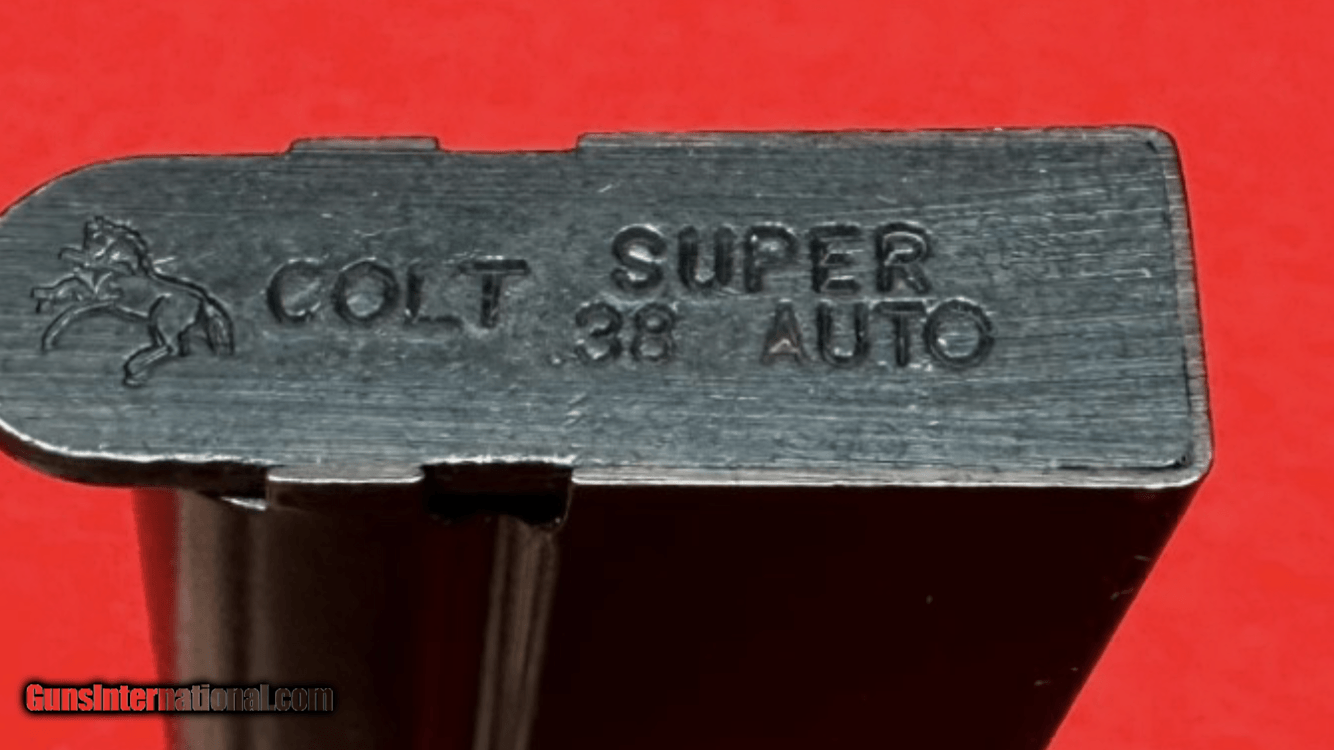 COLT
SUPER
.38 AUTO
GunsInternational.com